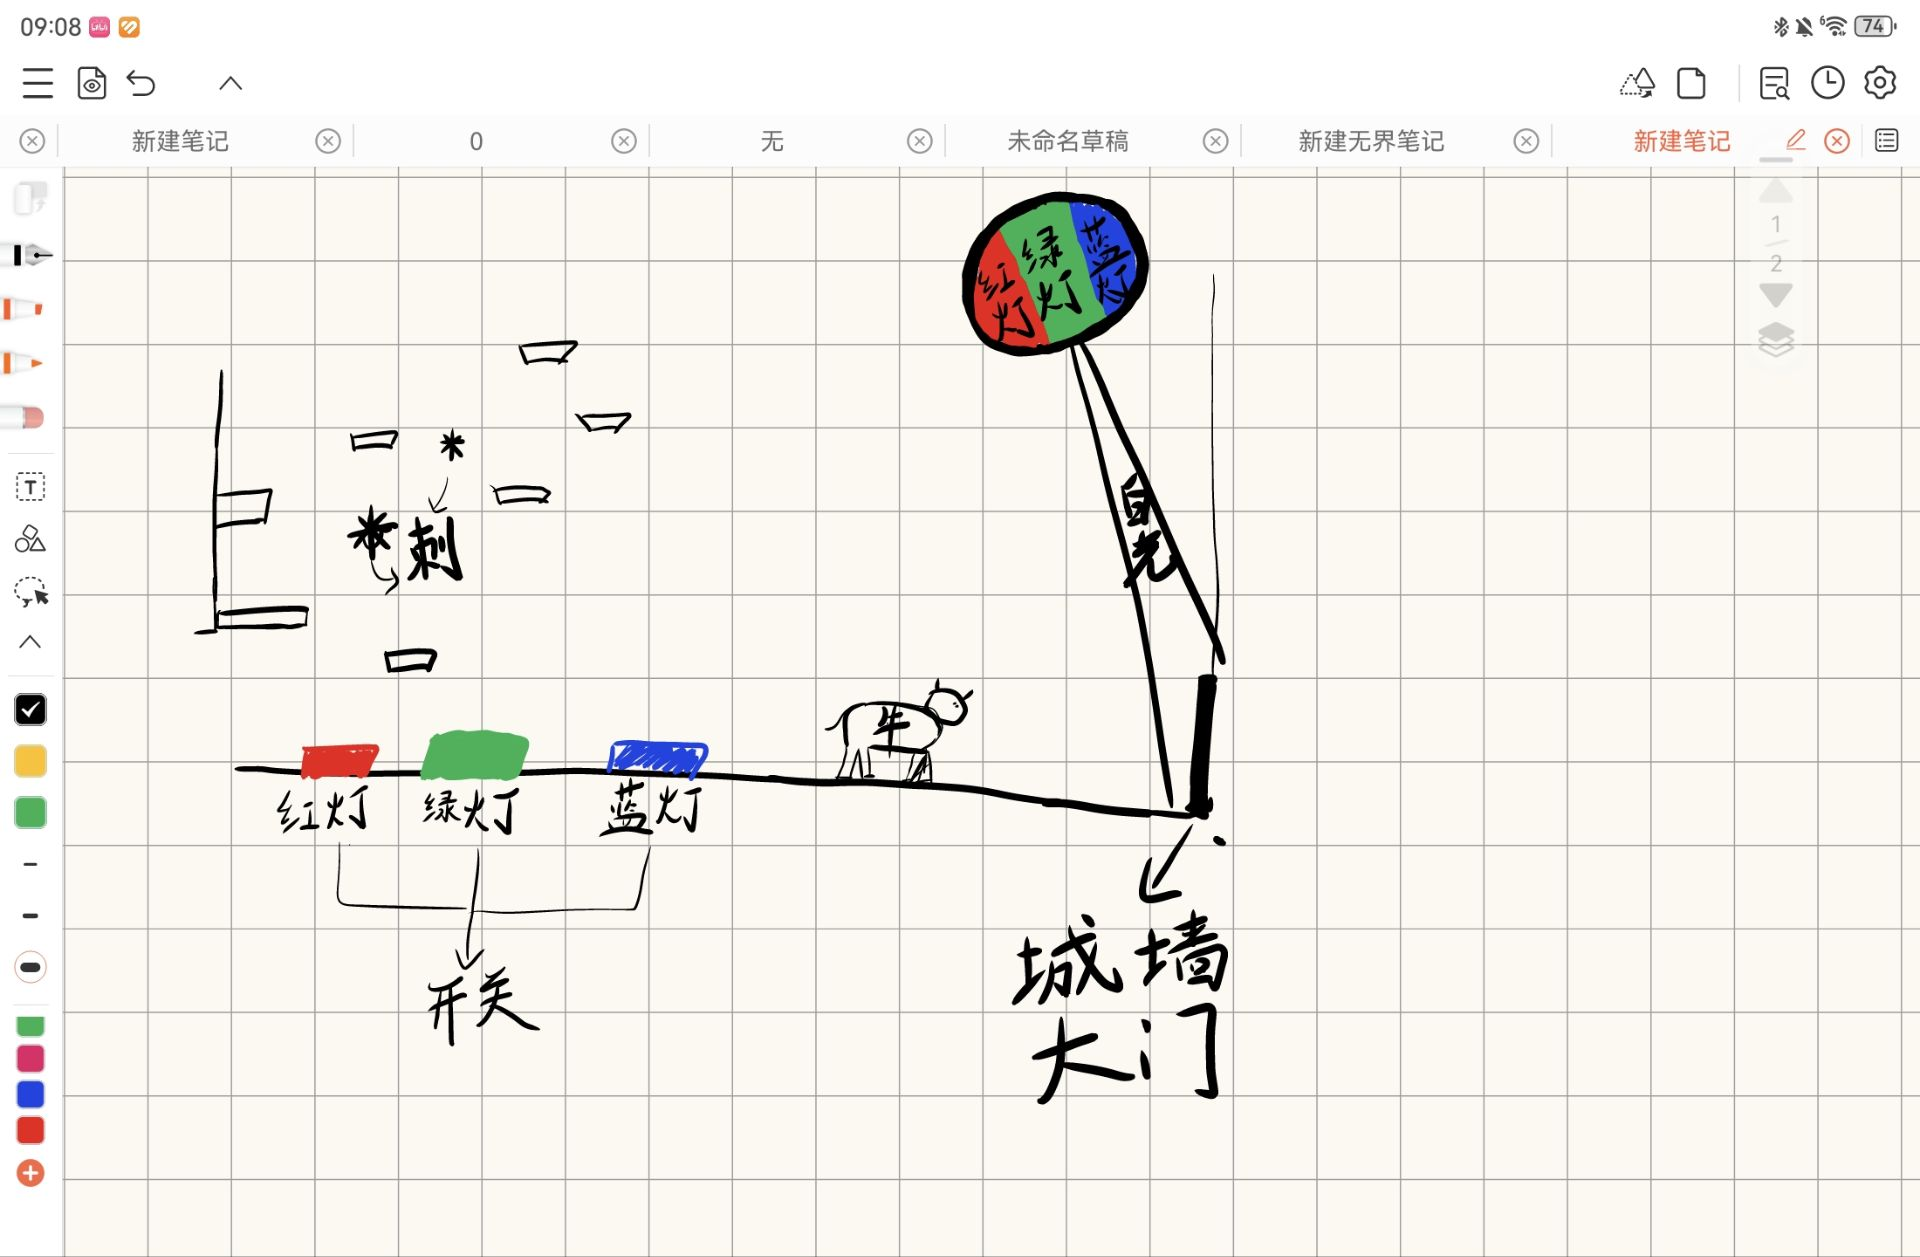 09:08
74
新建笔记
0
无
未命名草稿
新建无界笔记
新建笔记
1
2
T
红灯
绿灯
蓝灯
白光
刺
牛
红灯
绿灯
蓝灯
开关
城墙
大门